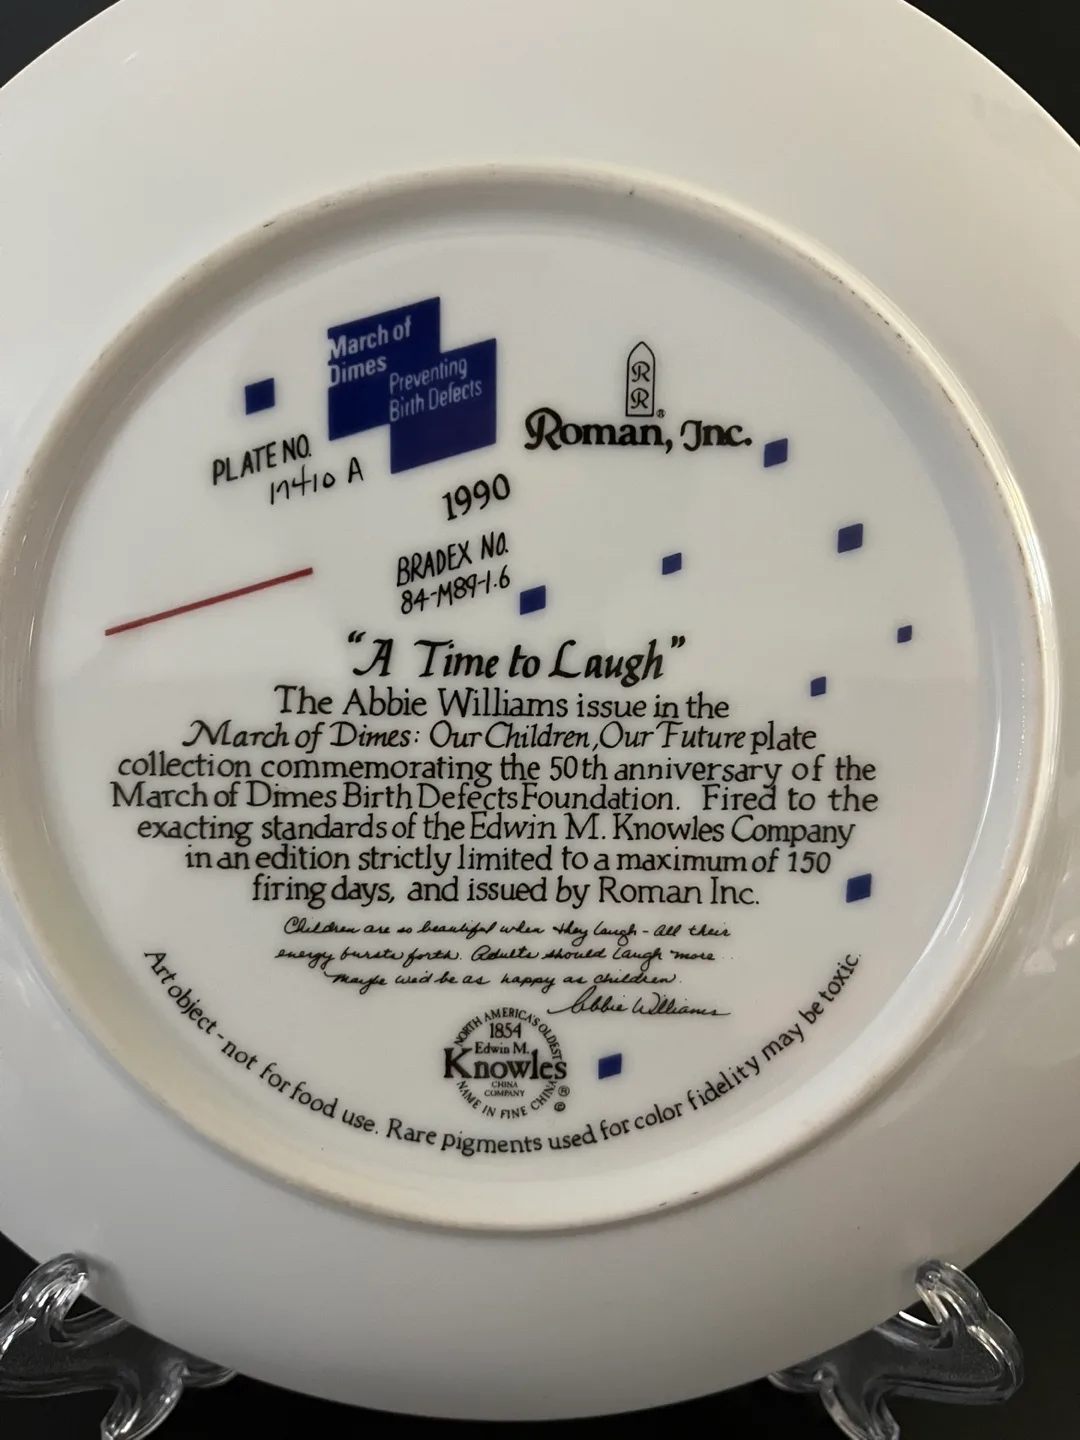 March of
Dimes
Preventing
Birth Defects
R
R
®
Roman, Inc.
PLATE NO.
17410 A
1990
BRADEX NO.
84-M89-1.6
"A Time to Laugh"
The Abbie Williams issue in the
March of Dimes: Our Children, Our Future plate
collection commemorating the 50th anniversary of the
March of Dimes Birth Defects Foundation. Fired to the
exacting standards of the Edwin M. Knowles Company
in an edition strictly limited to a maximum of 150
firing days, and issued by Roman Inc.
Children are so beautiful when they laugh - all their
energy bursts forth. Adults should laugh more
maybe we'd be as happy as children.
Abbie Williams
NORTH AMERICA'S OLDEST
1854
Edwin M.
Knowles
CHINA
COMPANY
NAME IN FINE CHINA
®
©
Art object - not for food use. Rare pigments used for color fidelity may be toxic.